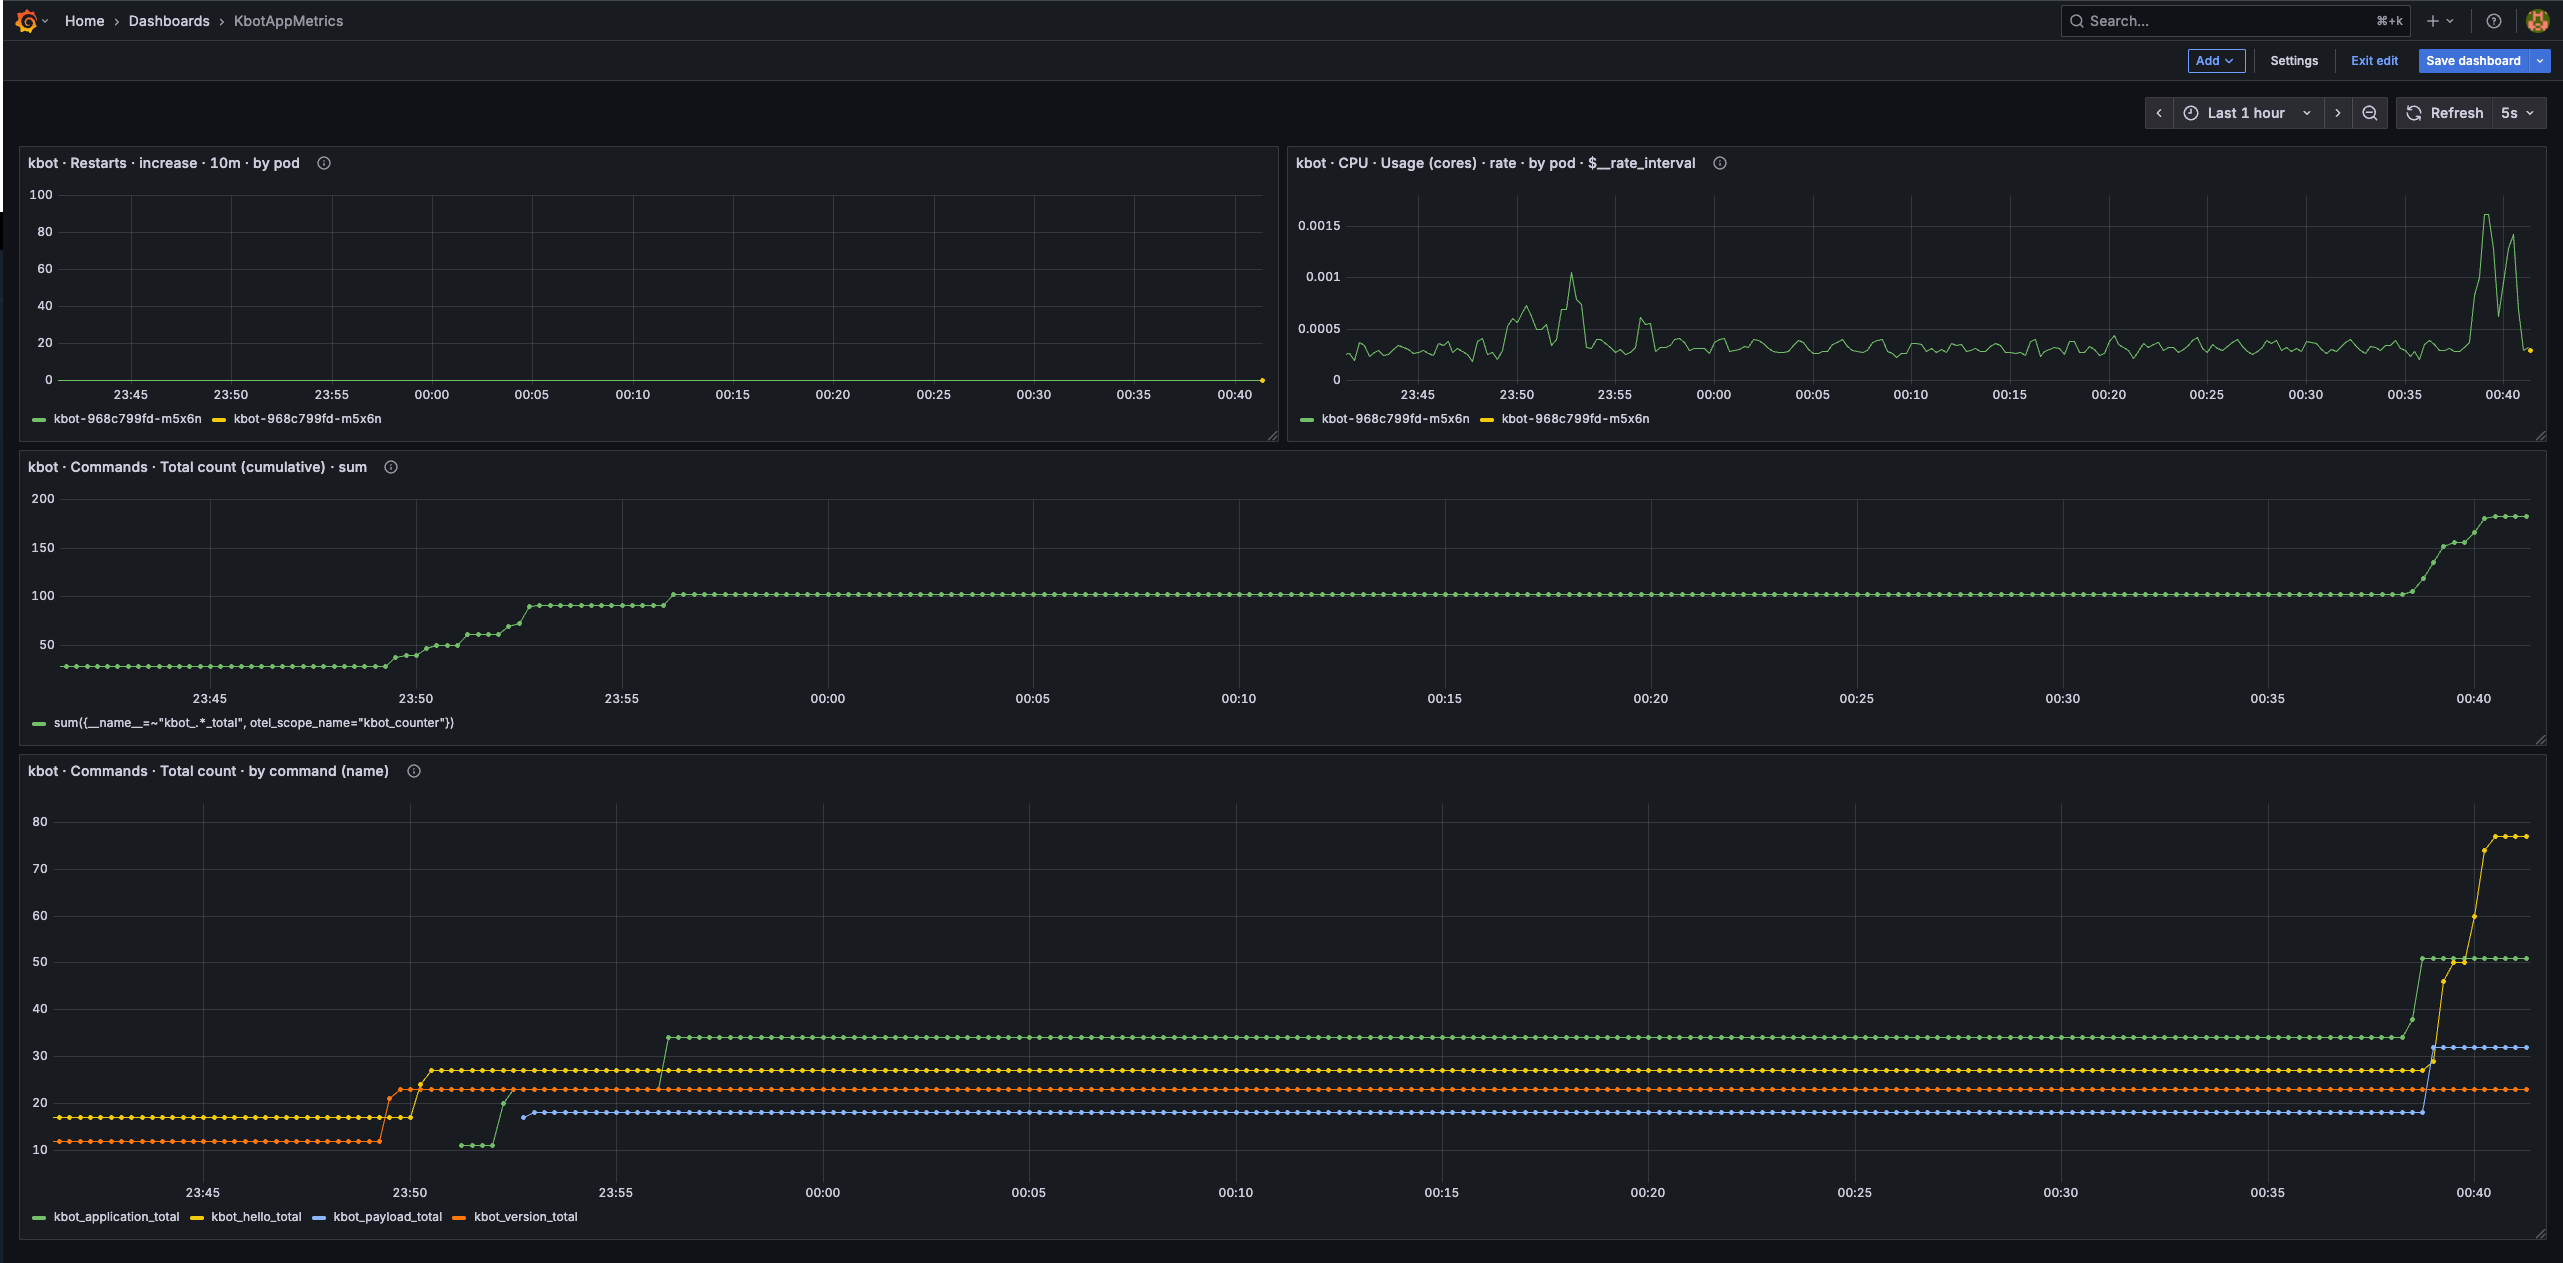 Home › Dashboards › KbotAppMetrics
Search... ⌘+k
Add Settings Exit edit Save dashboard
Last 1 hour Refresh 5s
kbot · Restarts · increase · 10m · by pod
100
80
60
40
20
0
23:45 23:50 23:55 00:00 00:05 00:10 00:15 00:20 00:25 00:30 00:35 00:40
kbot-968c799fd-m5x6n kbot-968c799fd-m5x6n
kbot · CPU · Usage (cores) · rate · by pod · $__rate_interval
0.0015
0.001
0.0005
0
23:45 23:50 23:55 00:00 00:05 00:10 00:15 00:20 00:25 00:30 00:35 00:40
kbot-968c799fd-m5x6n kbot-968c799fd-m5x6n
kbot · Commands · Total count (cumulative) · sum
200
150
100
50
23:45 23:50 23:55 00:00 00:05 00:10 00:15 00:20 00:25 00:30 00:35 00:40
sum({__name__=~"kbot_.*_total", otel_scope_name="kbot_counter"})
kbot · Commands · Total count · by command (name)
80
70
60
50
40
30
20
10
23:45 23:50 23:55 00:00 00:05 00:10 00:15 00:20 00:25 00:30 00:35 00:40
kbot_application_total kbot_hello_total kbot_payload_total kbot_version_total